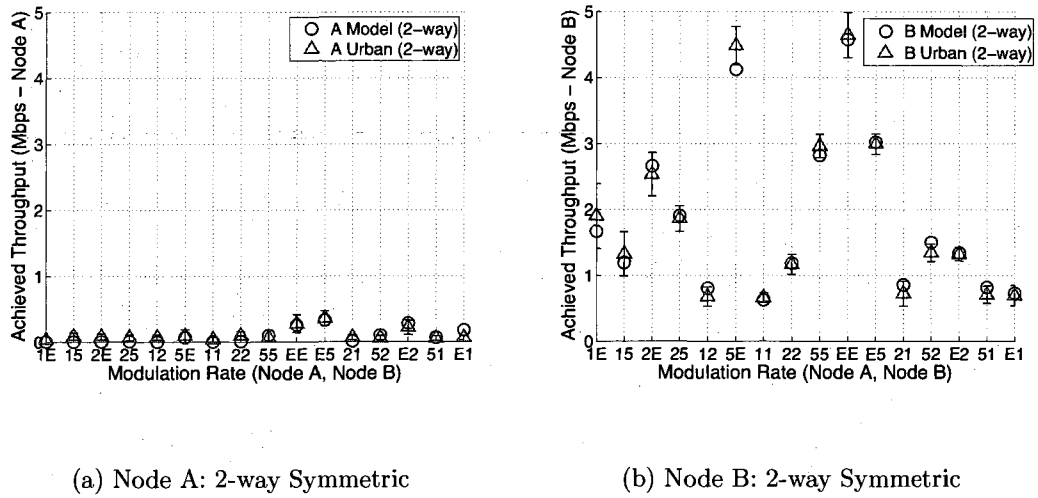 A Model (2-way)
A Urban (2-way)
Achieved Throughput (Mbps - Node A)
5
4
3
2
1
0
1E 15 2E 25 12 5E 11 22 55 EE E5 21 52 E2 51 E1
Modulation Rate (Node A, Node B)
(a) Node A: 2-way Symmetric
B Model (2-way)
B Urban (2-way)
Achieved Throughput (Mbps - Node B)
5
4
3
2
1
0
1E 15 2E 25 12 5E 11 22 55 EE E5 21 52 E2 51 E1
Modulation Rate (Node A, Node B)
(b) Node B: 2-way Symmetric